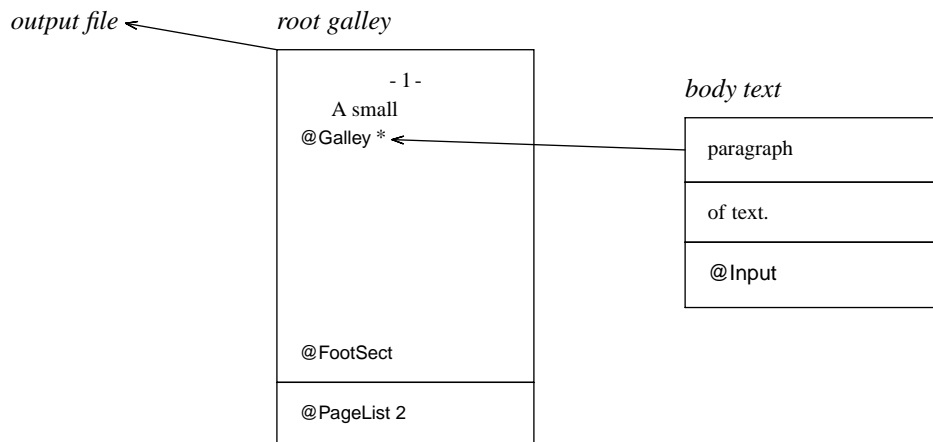 output file
root galley
- 1 -
A small
@Galley *
@FootSect
@PageList 2
body text
paragraph
of text.
@Input